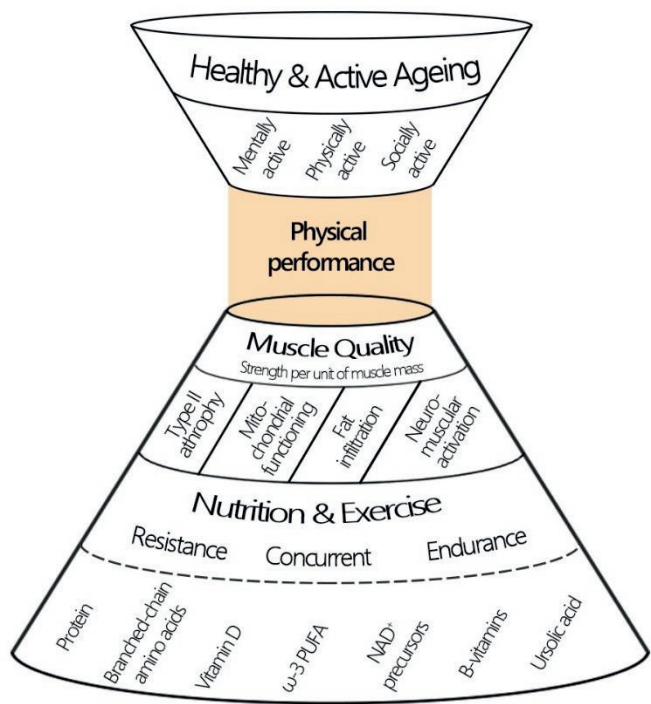 Healthy & Active Ageing
Mentally
active
Physically
active
Socially
active
Physical
performance
Muscle Quality
Strength per unit of muscle mass
Type II
athrophy
Mito-
chondrial
functioning
Fat
infiltration
Neuro-
muscular
activation
Nutrition & Exercise
Resistance Concurrent Endurance
Protein
Branched-chain
amino acids
Vitamin D
ω-3 PUFA
NAD⁺
precursors
B-vitamins
Ursolic acid